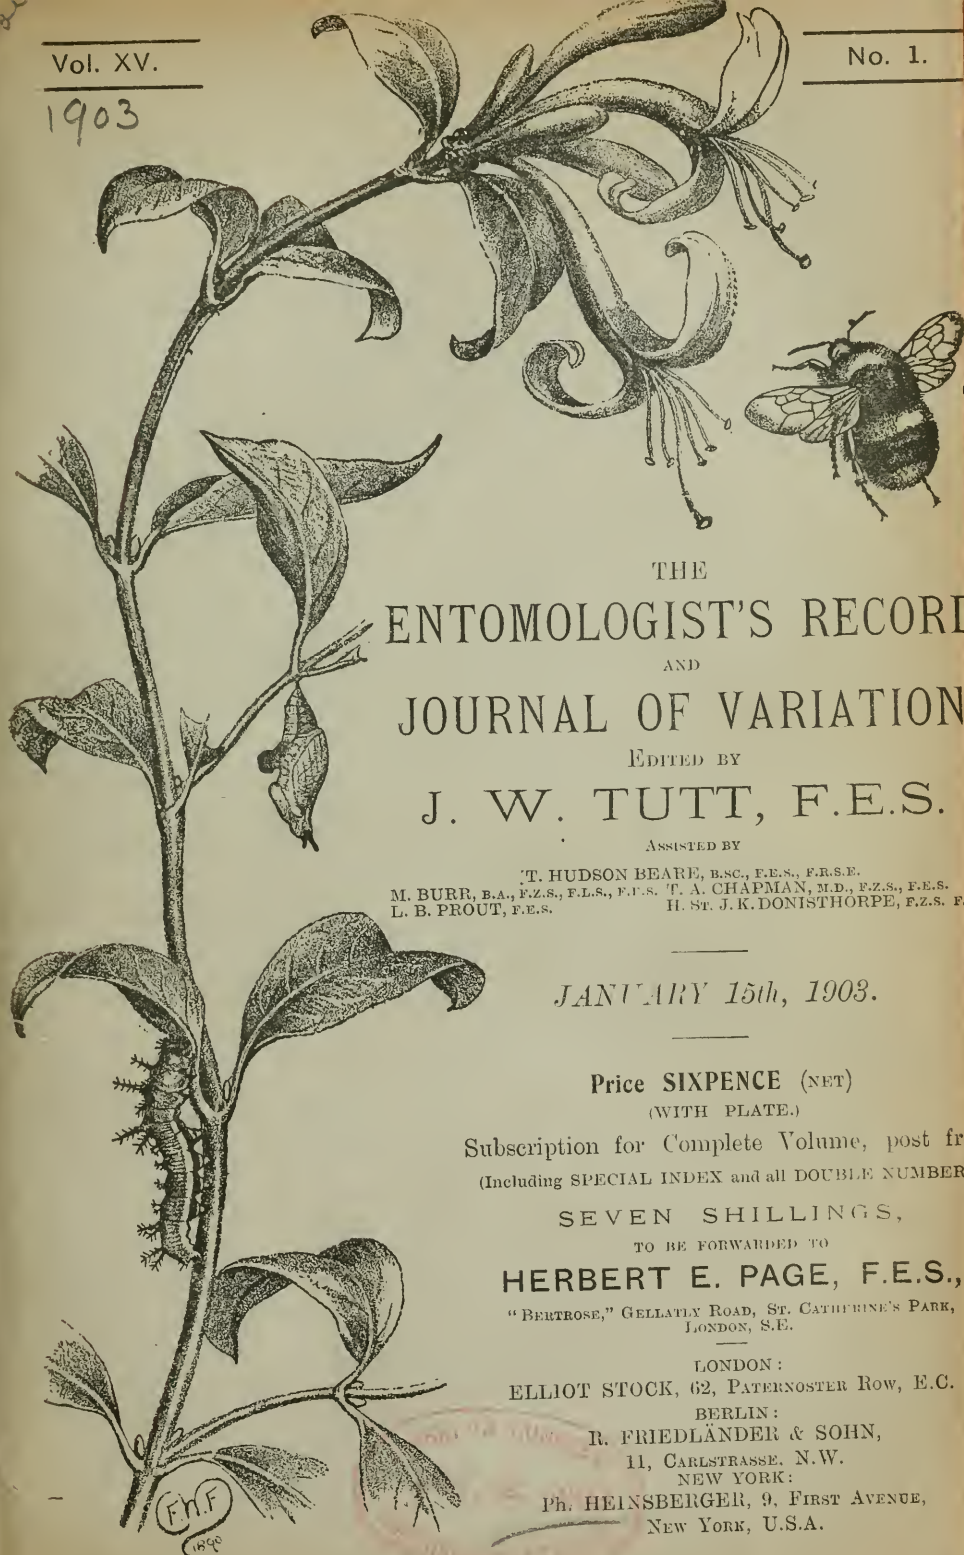 Vol. XV.
No. 1.
1903
THE
ENTOMOLOGIST'S RECORD
AND
JOURNAL OF VARIATION
EDITED BY
J. W. TUTT, F.E.S.
ASSISTED BY
T. HUDSON BEARE, B.SC., F.E.S., F.R.S.E.
M. BURR, B.A., F.Z.S., F.L.S., F.E.S. T. A. CHAPMAN, M.D., F.Z.S., F.E.S.
L. B. PROUT, F.E.S. H. ST. J. K. DONISTHORPE, F.Z.S. F.
JANUARY 15th, 1903.
Price SIXPENCE (NET)
(WITH PLATE.)
Subscription for Complete Volume, post fr
(Including SPECIAL INDEX and all DOUBLE NUMBER
SEVEN SHILLINGS,
TO BE FORWARDED TO
HERBERT E. PAGE, F.E.S.,
"BERTROSE," GELLATLY ROAD, ST. CATHERINE'S PARK,
LONDON, S.E.
LONDON:
ELLIOT STOCK, 62, PATERNOSTER ROW, E.C.
BERLIN:
R. FRIEDLÄNDER & SOHN,
11, CARLSTRASSE, N.W.
NEW YORK:
Ph. HEINSBERGER, 9, FIRST AVENUE,
NEW YORK, U.S.A.
F.W.F
1890